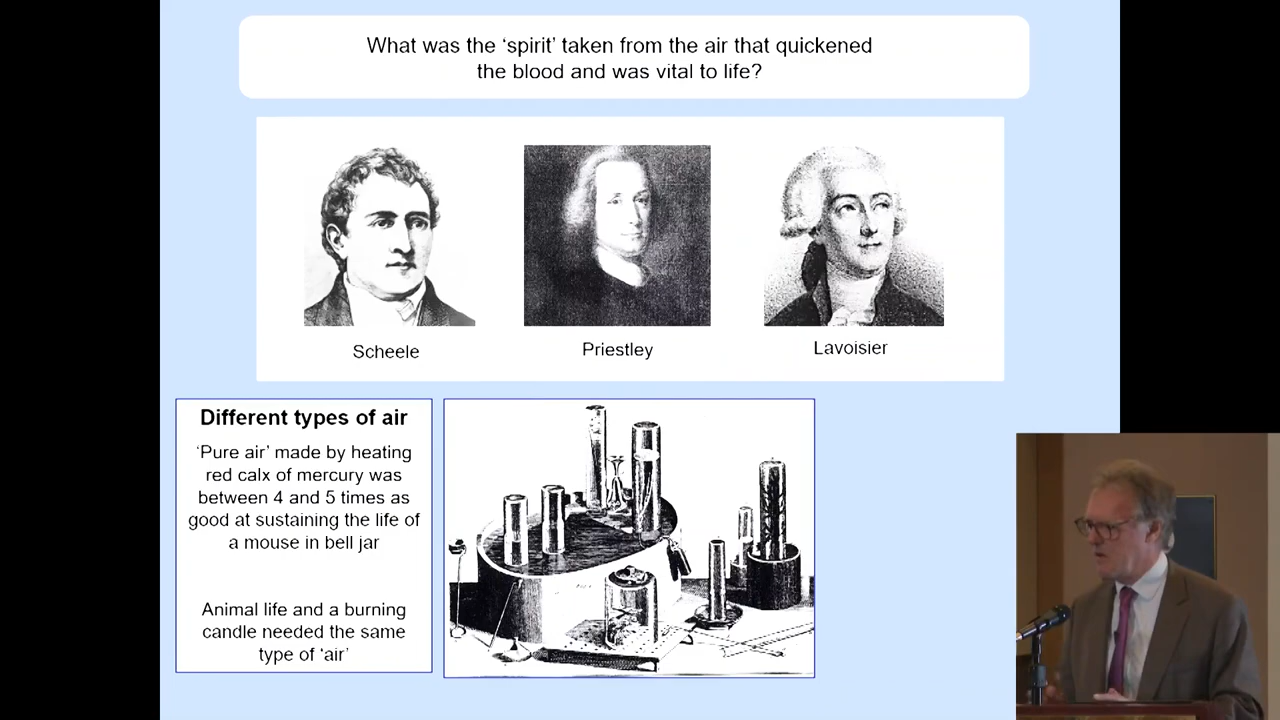 What was the ‘spirit’ taken from the air that quickened
the blood and was vital to life?
Scheele
Priestley
Lavoisier
Different types of air
‘Pure air’ made by heating
red calx of mercury was
between 4 and 5 times as
good at sustaining the life of
a mouse in bell jar
Animal life and a burning
candle needed the same
type of ‘air’